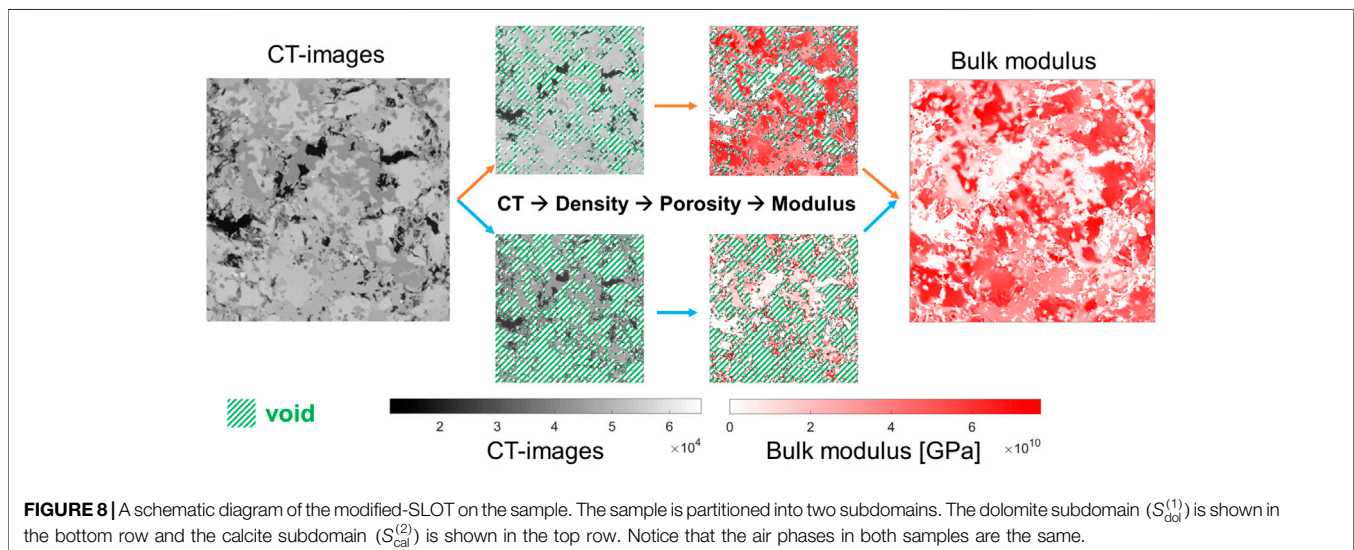 CT-images
Bulk modulus
CT → Density → Porosity → Modulus
void
2 3 4 5 6
×10⁴
CT-images
0 2 4 6
×10¹⁰
Bulk modulus [GPa]
FIGURE 8 | A schematic diagram of the modified-SLOT on the sample. The sample is partitioned into two subdomains. The dolomite subdomain (S_dol^(1)) is shown in
the bottom row and the calcite subdomain (S_cal^(2)) is shown in the top row. Notice that the air phases in both samples are the same.